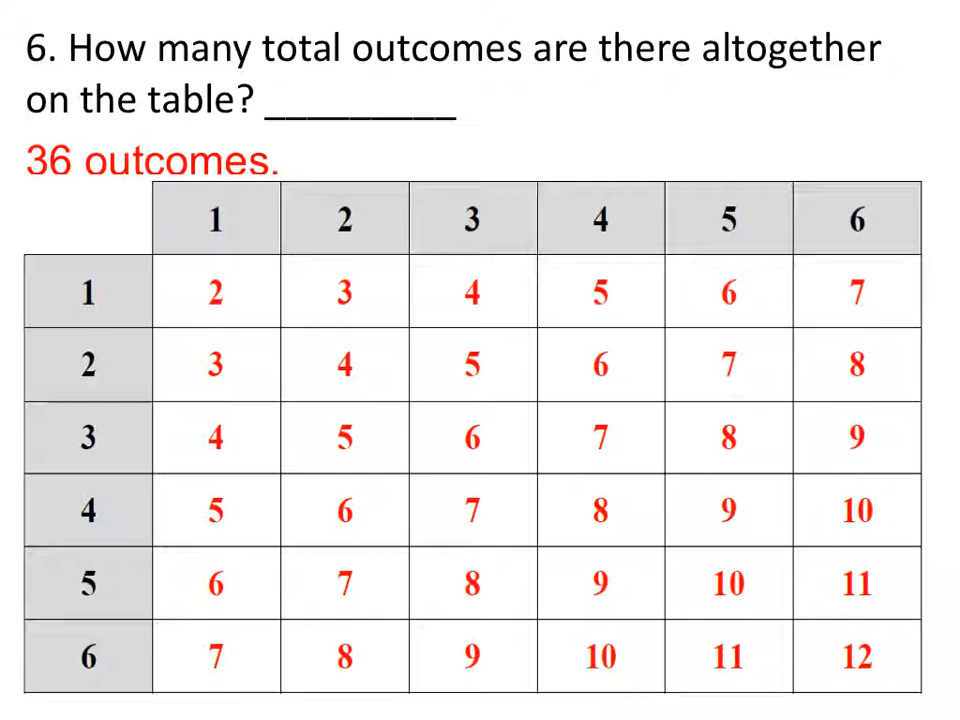 6. How many total outcomes are there altogether
on the table? _________
36 outcomes.
1 2 3 4 5 6
1 2 3 4 5 6 7
2 3 4 5 6 7 8
3 4 5 6 7 8 9
4 5 6 7 8 9 10
5 6 7 8 9 10 11
6 7 8 9 10 11 12